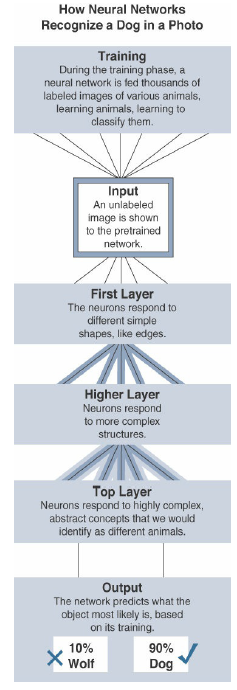 How Neural Networks
Recognize a Dog in a Photo
Training
During the training phase, a
neural network is fed thousands of
labeled images of various animals,
learning animals, learning to
classify them.
Input
An unlabeled
image is shown
to the pretrained
network.
First Layer
The neurons respond to
different simple
shapes, like edges.
Higher Layer
Neurons respond
to more complex
structures.
Top Layer
Neurons respond to highly complex,
abstract concepts that we would
identify as different animals.
Output
The network predicts what the
object most likely is, based
on its training.
10%
Wolf
90%
Dog